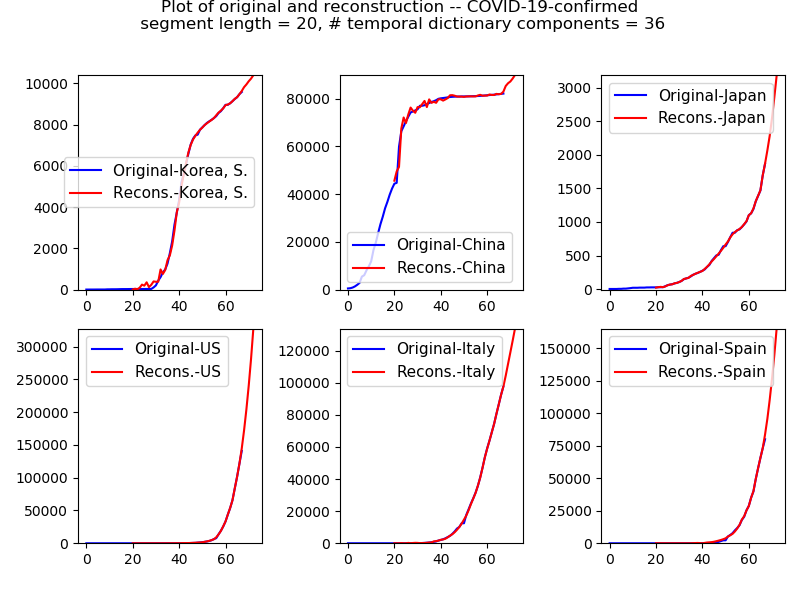 Plot of original and reconstruction -- COVID-19-confirmed
segment length = 20, # temporal dictionary components = 36
10000
8000
6000
4000
2000
0
0 20 40 60
Original-Korea, S.
Recons.-Korea, S.
80000
60000
40000
20000
0
0 20 40 60
Original-China
Recons.-China
3000
2500
2000
1500
1000
500
0
0 20 40 60
Original-Japan
Recons.-Japan
300000
250000
200000
150000
100000
50000
0
0 20 40 60
Original-US
Recons.-US
120000
100000
80000
60000
40000
20000
0
0 20 40 60
Original-Italy
Recons.-Italy
150000
125000
100000
75000
50000
25000
0
0 20 40 60
Original-Spain
Recons.-Spain